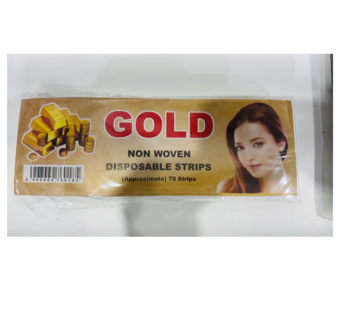 GOLD
NON WOVEN
DISPOSABLE STRIPS
(Approximate) 70 Strips